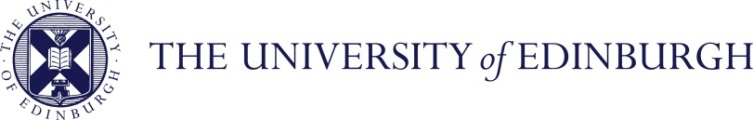 THE UNIVERSITY
OF EDINBURGH
THE UNIVERSITY of EDINBURGH